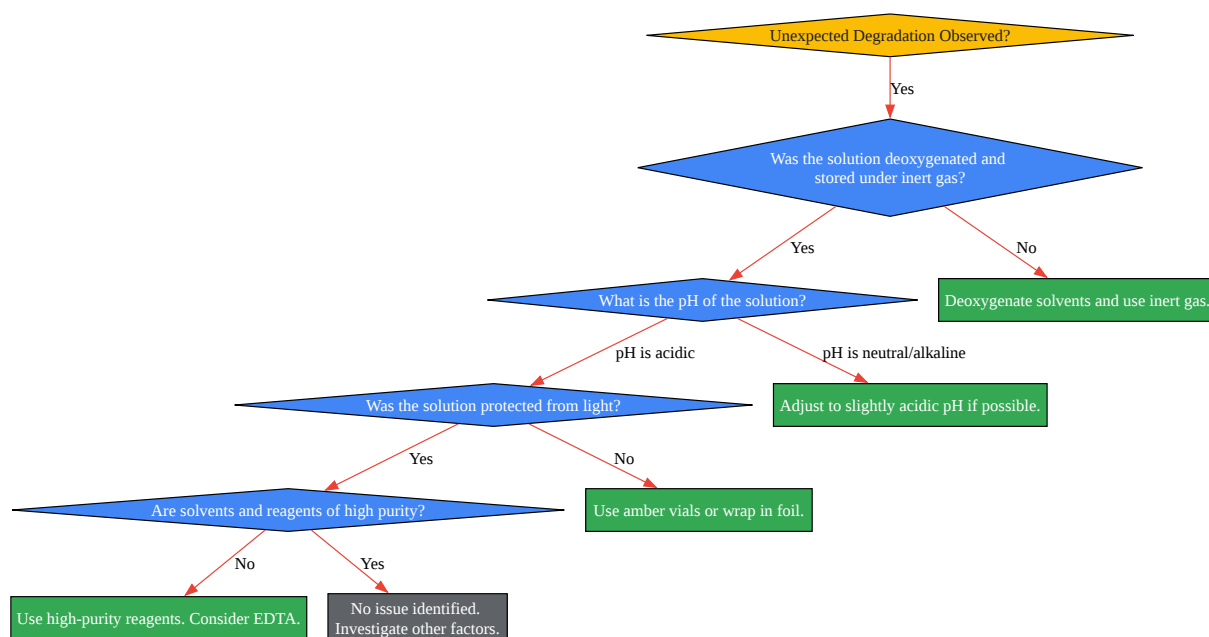 Unexpected Degradation Observed?
Yes
Was the solution deoxygenated and
stored under inert gas?
Yes
No
What is the pH of the solution?
Deoxygenate solvents and use inert gas.
pH is acidic
pH is neutral/alkaline
Was the solution protected from light?
Adjust to slightly acidic pH if possible.
Yes
No
Are solvents and reagents of high purity?
Use amber vials or wrap in foil.
No
Yes
Use high-purity reagents. Consider EDTA.
No issue identified.
Investigate other factors.